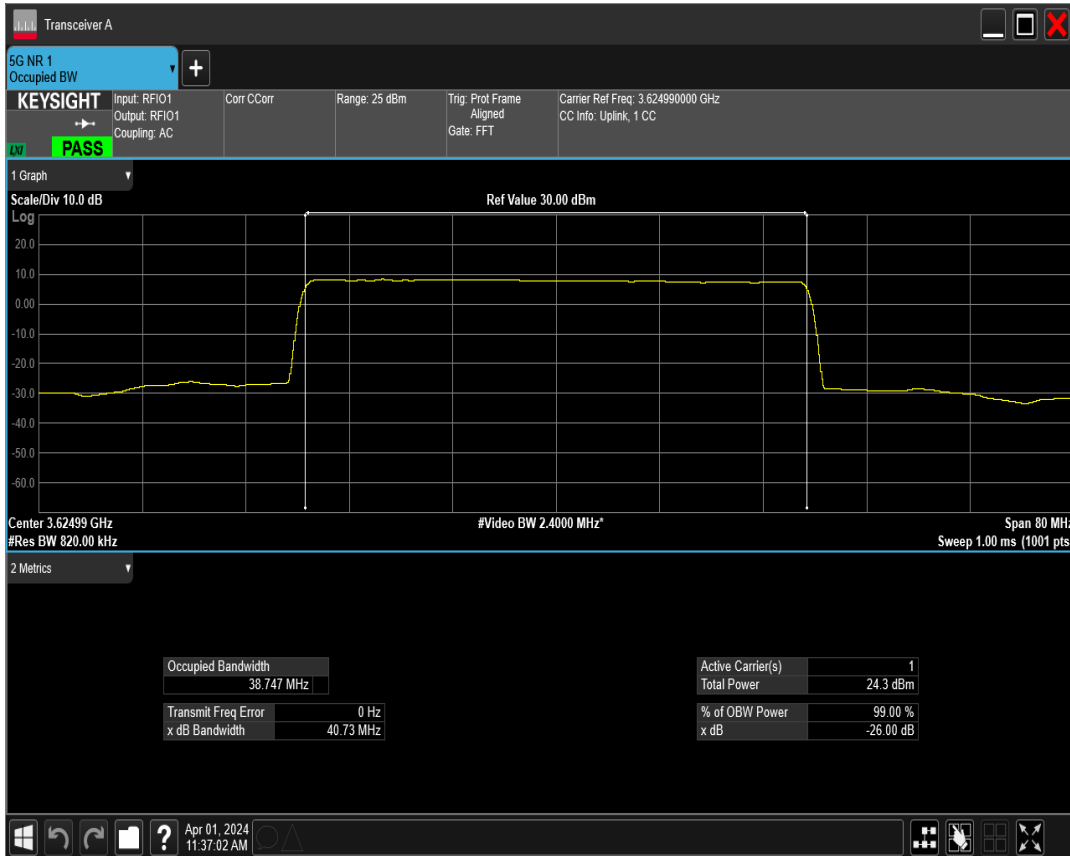 Transceiver A
5G NR 1
Occupied BW
KEYSIGHT
LXI
PASS
Input: RFIO1
Output: RFIO1
Coupling: AC
Corr CCorr
Range: 25 dBm
Trig: Prot Frame
Aligned
Gate: FFT
Carrier Ref Freq: 3.624990000 GHz
CC Info: Uplink, 1 CC
1 Graph
Scale/Div 10.0 dB
Ref Value 30.00 dBm
Log
20.0
10.0
0.00
-10.0
-20.0
-30.0
-40.0
-50.0
-60.0
Center 3.62499 GHz
#Video BW 2.4000 MHz*
Span 80 MHz
#Res BW 820.00 kHz
Sweep 1.00 ms (1001 pts
2 Metrics
Occupied Bandwidth
38.747 MHz
Transmit Freq Error 0 Hz
x dB Bandwidth 40.73 MHz
Active Carrier(s) 1
Total Power 24.3 dBm
% of OBW Power 99.00 %
x dB -26.00 dB
?
Apr 01, 2024
11:37:02 AM